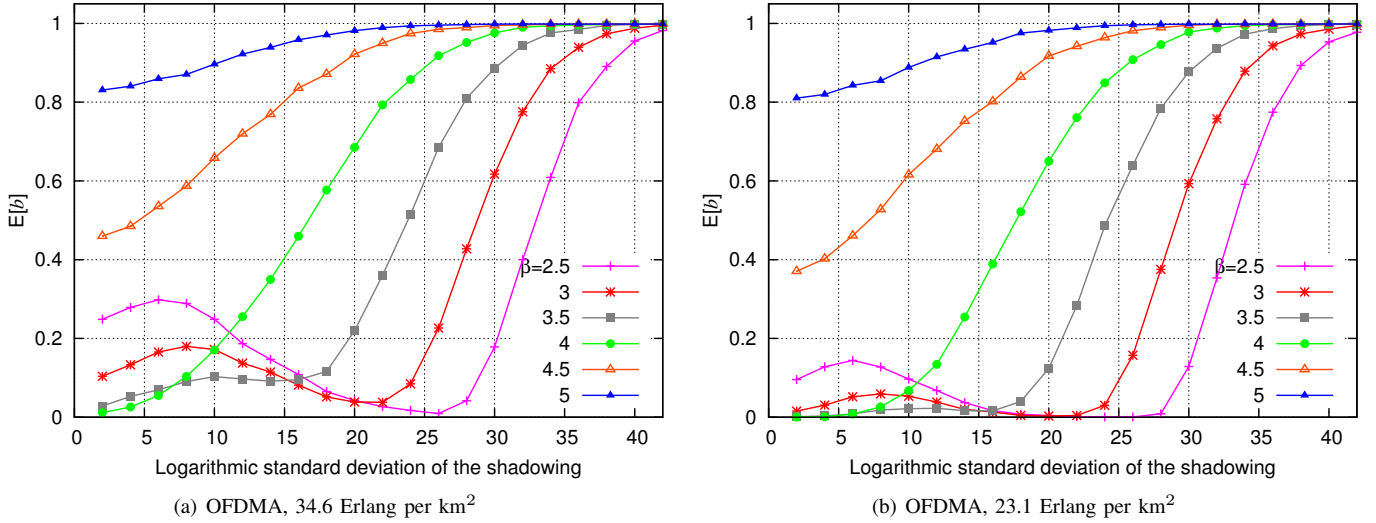 1
0.8
0.6
0.4
0.2
0
E[b]
0 5 10 15 20 25 30 35 40
Logarithmic standard deviation of the shadowing
β=2.5
3
3.5
4
4.5
5
(a) OFDMA, 34.6 Erlang per km²
1
0.8
0.6
0.4
0.2
0
E[b]
0 5 10 15 20 25 30 35 40
Logarithmic standard deviation of the shadowing
β=2.5
3
3.5
4
4.5
5
(b) OFDMA, 23.1 Erlang per km²